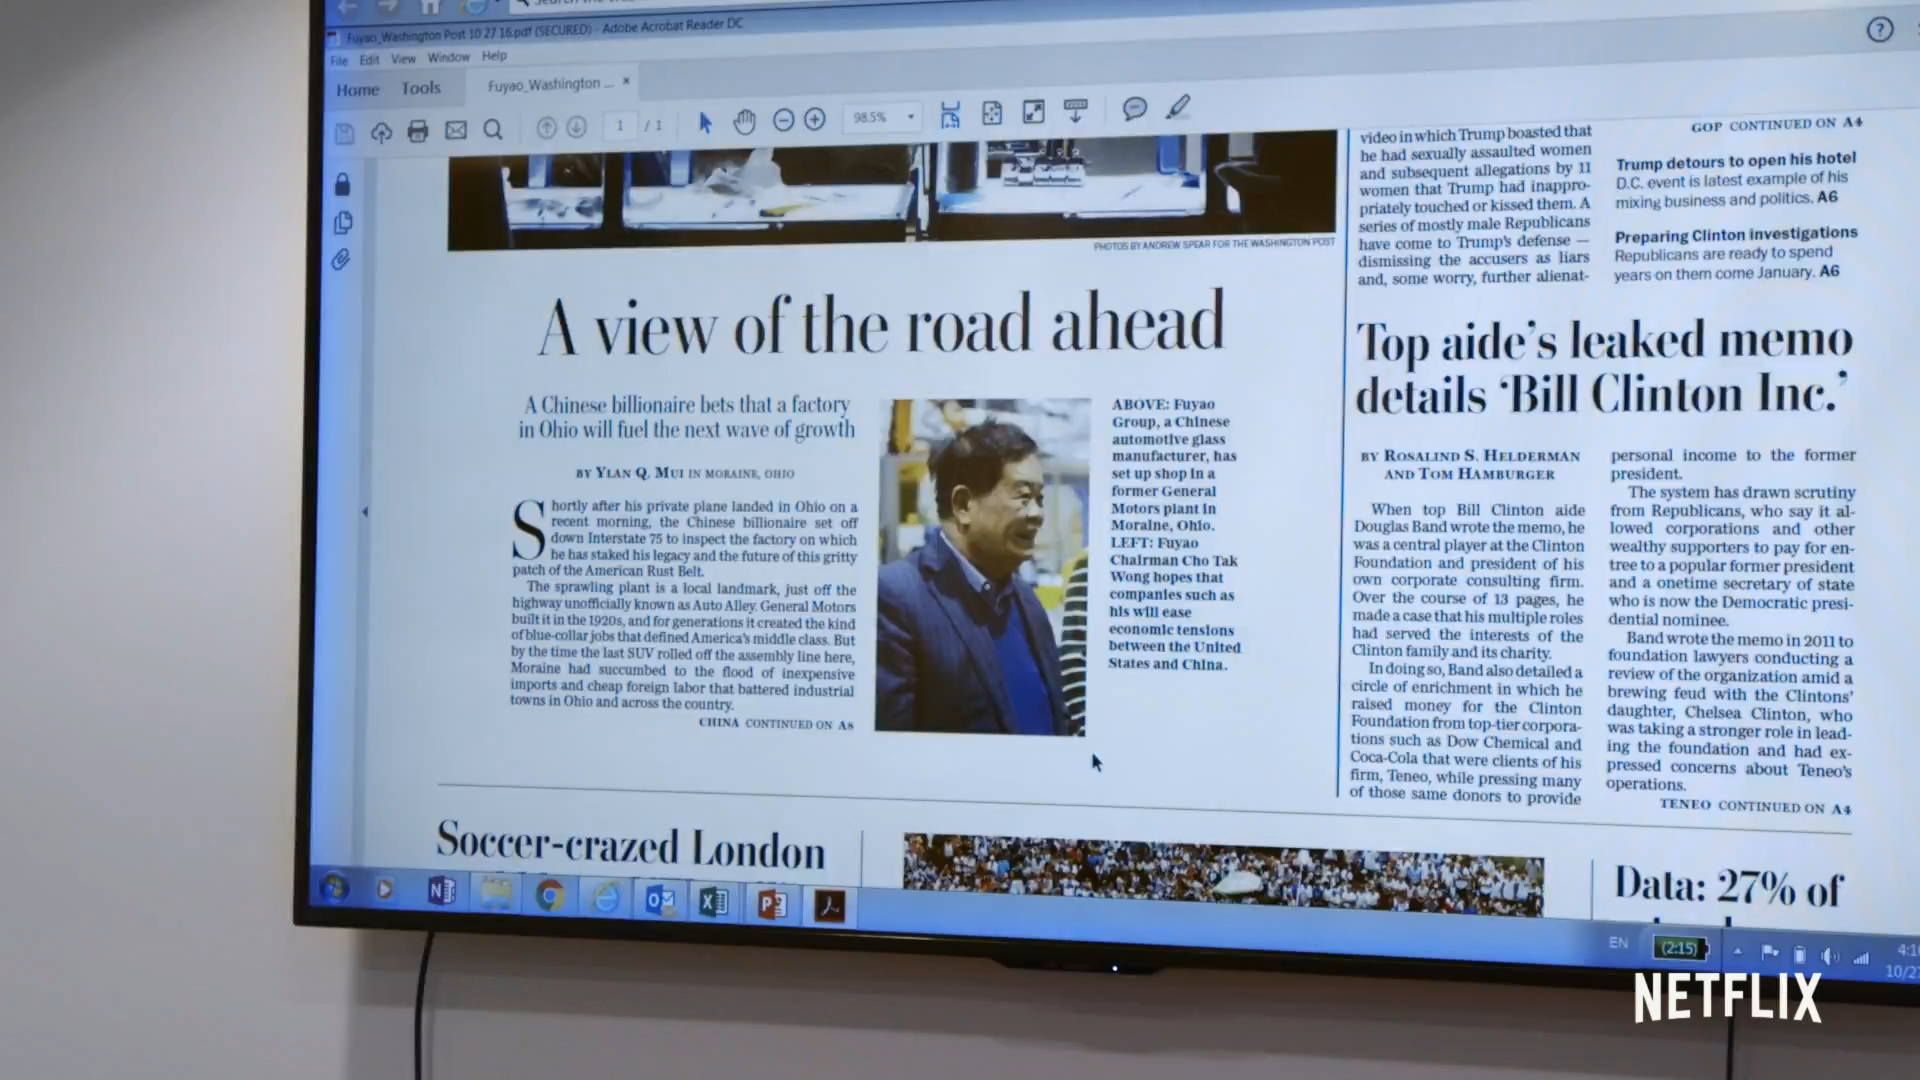 Fuyao_Washington Post 10 27 16.pdf (SECURED) - Adobe Acrobat Reader DC
File Edit View Window Help
Home Tools Fuyao_Washington ... ×
1 / 1 98.5%
PHOTOS BY ANDREW SPEAR FOR THE WASHINGTON POST
A view of the road ahead
A Chinese billionaire bets that a factory
in Ohio will fuel the next wave of growth
BY YLAN Q. MUI IN MORAINE, OHIO
Shortly after his private plane landed in Ohio on a
recent morning, the Chinese billionaire set off
down Interstate 75 to inspect the factory on which
he has staked his legacy and the future of this gritty
patch of the American Rust Belt.
The sprawling plant is a local landmark, just off the
highway unofficially known as Auto Alley. General Motors
built it in the 1920s, and for generations it created the kind
of blue-collar jobs that defined America's middle class. But
by the time the last SUV rolled off the assembly line here,
Moraine had succumbed to the flood of inexpensive
imports and cheap foreign labor that battered industrial
towns in Ohio and across the country.
CHINA CONTINUED ON A8
ABOVE: Fuyao
Group, a Chinese
automotive glass
manufacturer, has
set up shop in a
former General
Motors plant in
Moraine, Ohio.
LEFT: Fuyao
Chairman Cho Tak
Wong hopes that
companies such as
his will ease
economic tensions
between the United
States and China.
video in which Trump boasted that
he had sexually assaulted women
and subsequent allegations by 11
women that Trump had inappro-
priately touched or kissed them. A
series of mostly male Republicans
have come to Trump's defense —
dismissing the accusers as liars
and, some worry, further alienat-
GOP CONTINUED ON A4
Trump detours to open his hotel
D.C. event is latest example of his
mixing business and politics. A6
Preparing Clinton investigations
Republicans are ready to spend
years on them come January. A6
Top aide's leaked memo
details 'Bill Clinton Inc.'
BY ROSALIND S. HELDERMAN
AND TOM HAMBURGER
When top Bill Clinton aide
Douglas Band wrote the memo, he
was a central player at the Clinton
Foundation and president of his
own corporate consulting firm.
Over the course of 13 pages, he
made a case that his multiple roles
had served the interests of the
Clinton family and its charity.
In doing so, Band also detailed a
circle of enrichment in which he
raised money for the Clinton
Foundation from top-tier corpora-
tions such as Dow Chemical and
Coca-Cola that were clients of his
firm, Teneo, while pressing many
of those same donors to provide
personal income to the former
president.
The system has drawn scrutiny
from Republicans, who say it al-
lowed corporations and other
wealthy supporters to pay for en-
tree to a popular former president
and a onetime secretary of state
who is now the Democratic presi-
dential nominee.
Band wrote the memo in 2011 to
foundation lawyers conducting a
review of the organization amid a
brewing feud with the Clintons'
daughter, Chelsea Clinton, who
was taking a stronger role in lead-
ing the foundation and had ex-
pressed concerns about Teneo's
operations.
TENEO CONTINUED ON A4
Soccer-crazed London
Data: 27% of
EN (2:15)
NETFLIX